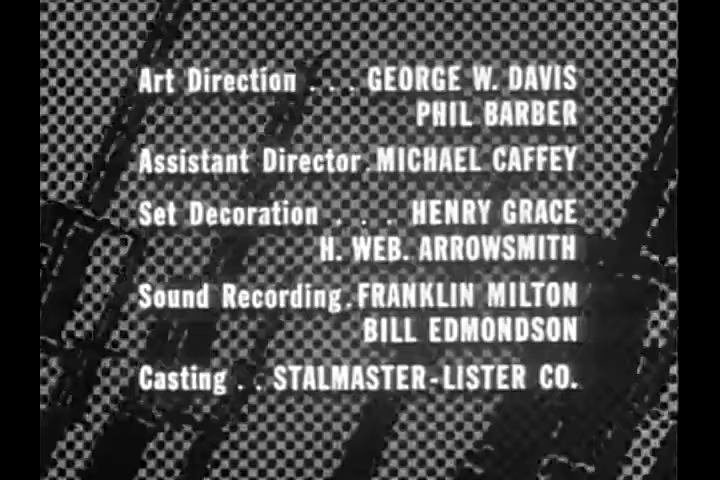 Art Direction . . . GEORGE W. DAVIS
PHIL BARBER
Assistant Director . MICHAEL CAFFEY
Set Decoration . . . HENRY GRACE
H. WEB. ARROWSMITH
Sound Recording . FRANKLIN MILTON
BILL EDMONDSON
Casting . . STALMASTER-LISTER CO.